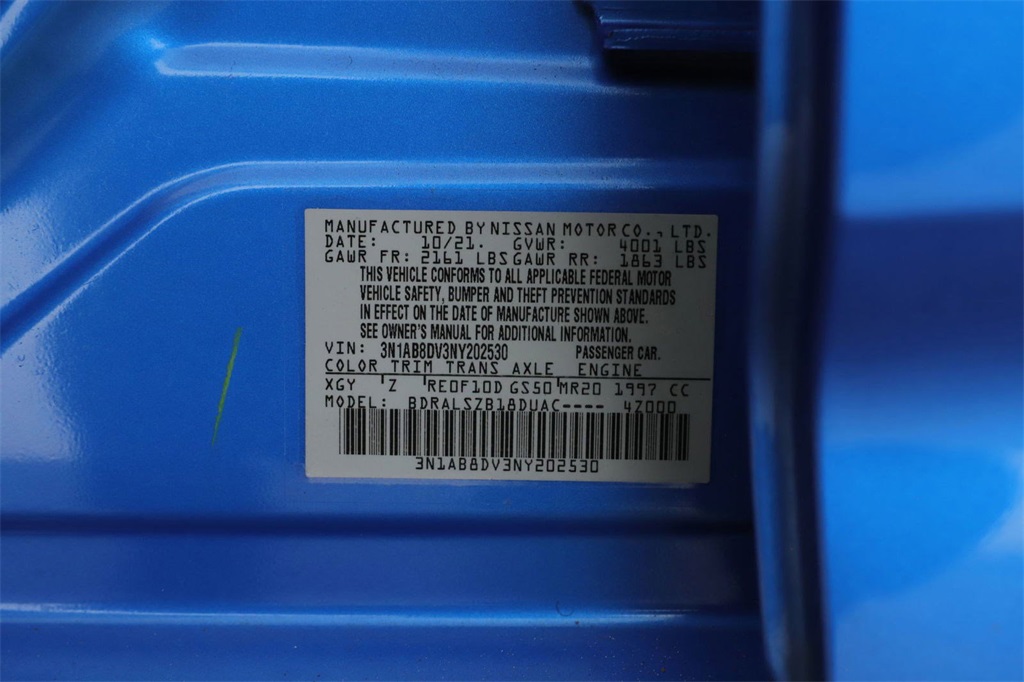 MANUFACTURED BY NISSAN MOTOR CO., LTD.
DATE: 10/21. GVWR: 4001 LBS
GAWR FR: 2161 LBS GAWR RR: 1863 LBS
THIS VEHICLE CONFORMS TO ALL APPLICABLE FEDERAL MOTOR
VEHICLE SAFETY, BUMPER AND THEFT PREVENTION STANDARDS
IN EFFECT ON THE DATE OF MANUFACTURE SHOWN ABOVE.
SEE OWNER'S MANUAL FOR ADDITIONAL INFORMATION.
VIN: 3N1AB8DV3NY202530 PASSENGER CAR.
COLOR TRIM TRANS AXLE ENGINE
XGY Z RE0F10D GS50 MR20 1997 CC
MODEL: BDRALSZB18DUAC---- 4Z000
3N1AB8DV3NY202530